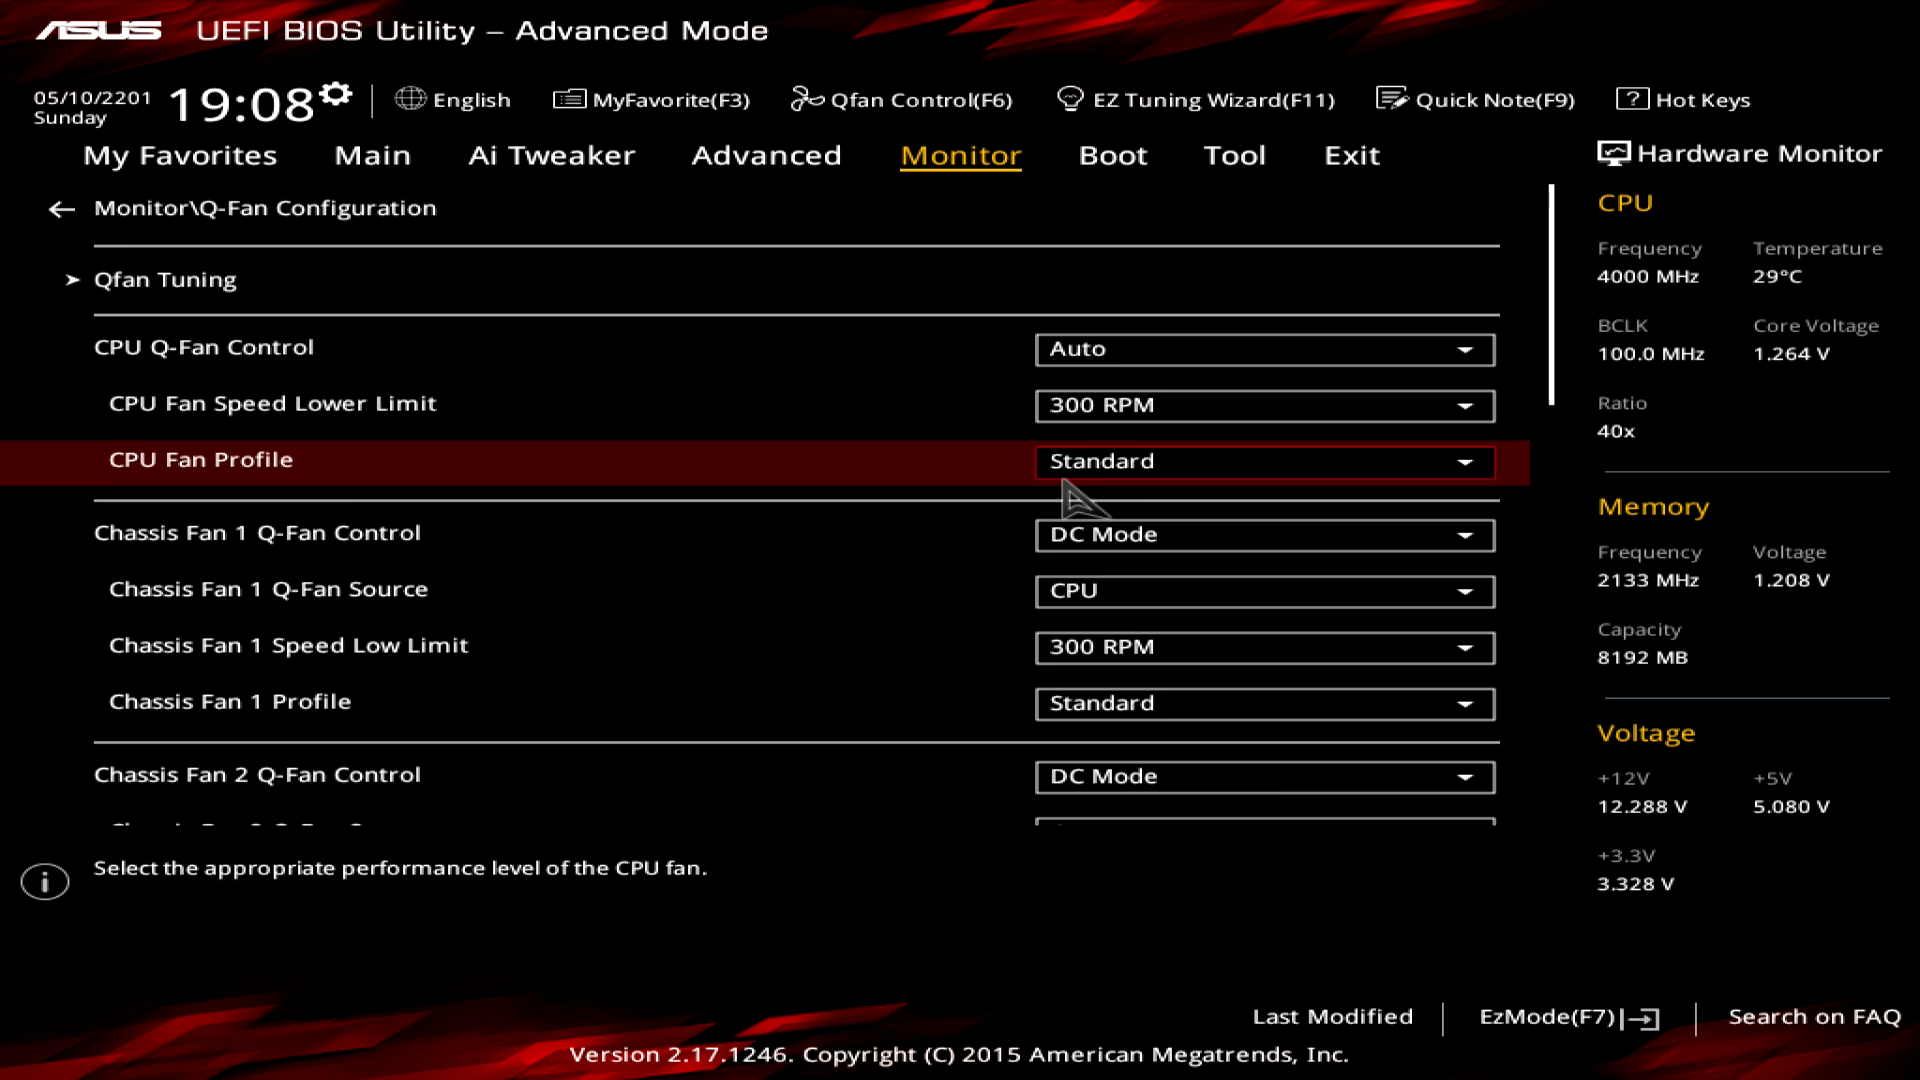 ASUS UEFI BIOS Utility – Advanced Mode
05/10/2201
Sunday
19:08
English
MyFavorite(F3)
Qfan Control(F6)
EZ Tuning Wizard(F11)
Quick Note(F9)
? Hot Keys
My Favorites
Main
Ai Tweaker
Advanced
Monitor
Boot
Tool
Exit
Monitor\Q-Fan Configuration
Qfan Tuning
CPU Q-Fan Control Auto
CPU Fan Speed Lower Limit 300 RPM
CPU Fan Profile Standard
Chassis Fan 1 Q-Fan Control DC Mode
Chassis Fan 1 Q-Fan Source CPU
Chassis Fan 1 Speed Low Limit 300 RPM
Chassis Fan 1 Profile Standard
Chassis Fan 2 Q-Fan Control DC Mode
i Select the appropriate performance level of the CPU fan.
Hardware Monitor
CPU
Frequency Temperature
4000 MHz 29°C
BCLK Core Voltage
100.0 MHz 1.264 V
Ratio
40x
Memory
Frequency Voltage
2133 MHz 1.208 V
Capacity
8192 MB
Voltage
+12V +5V
12.288 V 5.080 V
+3.3V
3.328 V
Last Modified
EzMode(F7)
Search on FAQ
Version 2.17.1246. Copyright (C) 2015 American Megatrends, Inc.